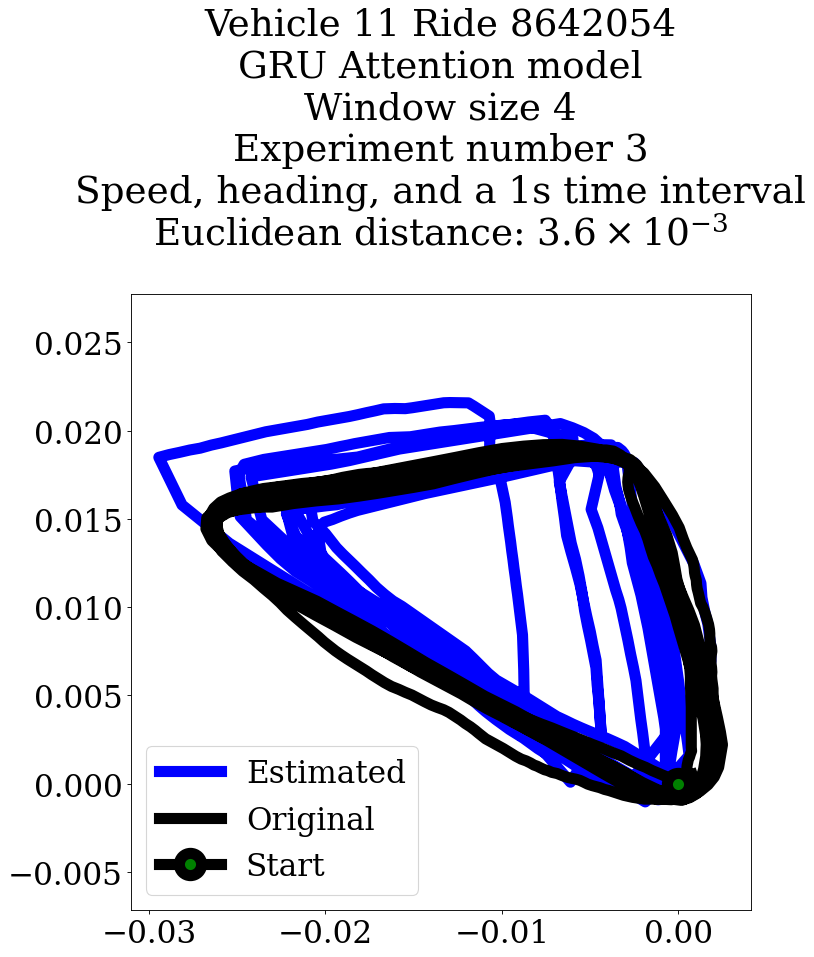 Vehicle 11 Ride 8642054
GRU Attention model
Window size 4
Experiment number 3
Speed, heading, and a 1s time interval
Euclidean distance: 3.6 × 10⁻³
0.025
0.020
0.015
0.010
0.005
0.000
−0.005
Estimated
Original
Start
−0.03 −0.02 −0.01 0.00